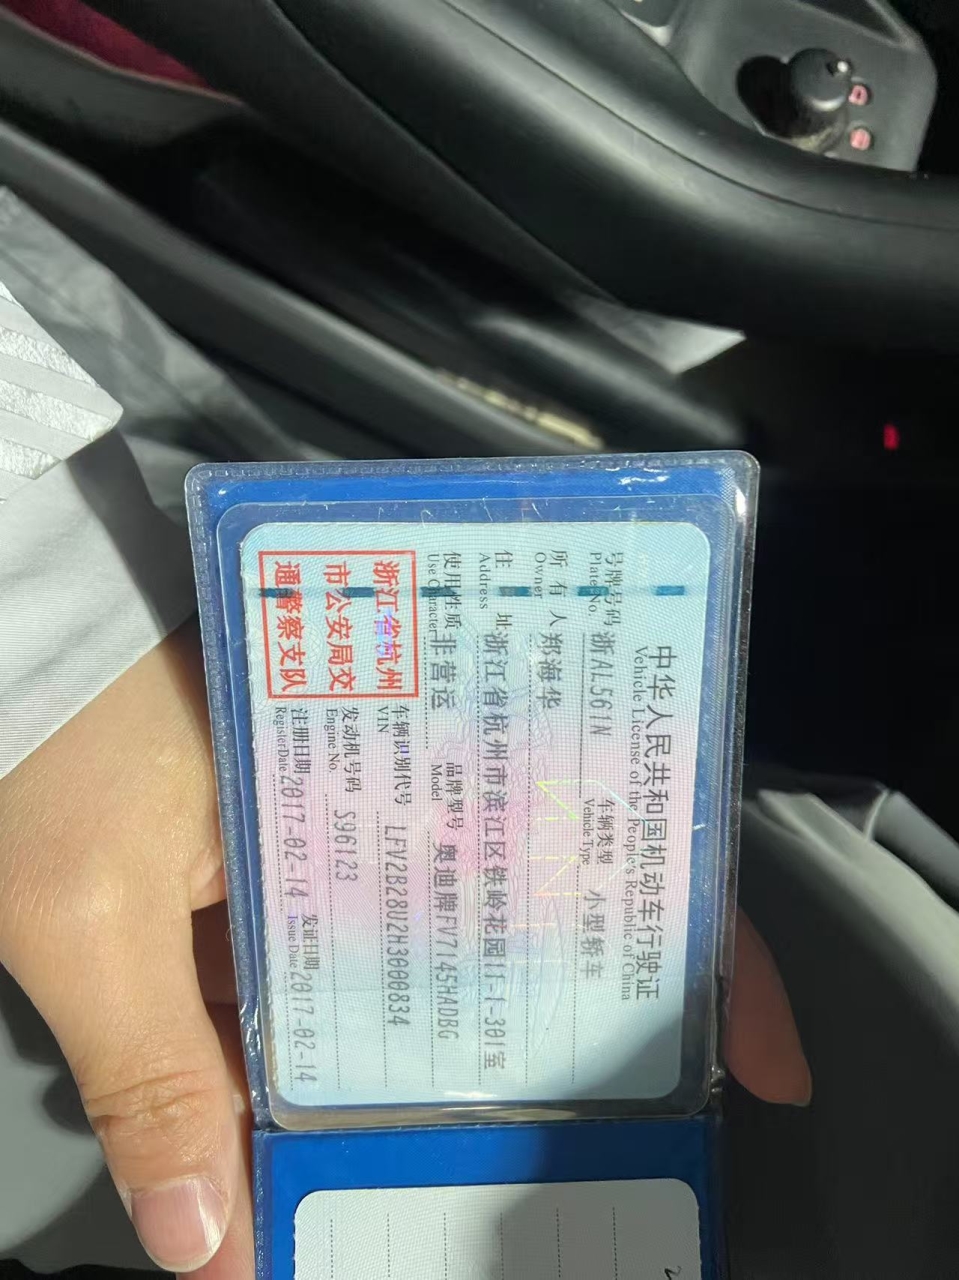 中华人民共和国机动车行驶证
Vehicle License of the People's Republic of China
号牌号码 浙AL561N 车辆类型 小型轿车
Plate No. Vehicle Type
所有人 郑海华
Owner
住址 浙江省杭州市滨江区铁岭花园11-1-301室
Address
使用性质 非营运 品牌型号 奥迪牌FV7145HADBG
Use Character Model
浙江省杭州
市公安局交
通警察支队
车辆识别代号 LFV2B28U2H3000834
VIN
发动机号码 S96123
Engine No.
注册日期 2017-02-14 发证日期 2017-02-14
Register Date Issue Date